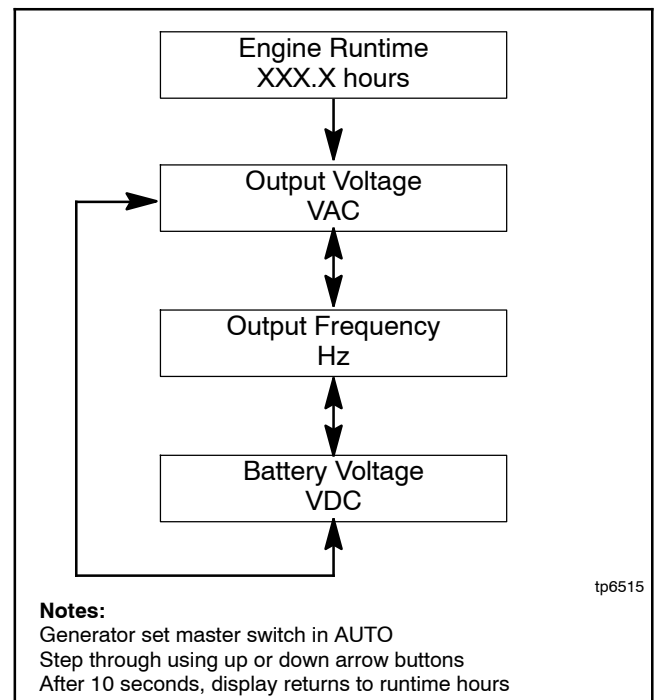 Engine Runtime
XXX.X hours
Output Voltage
VAC
Output Frequency
Hz
Battery Voltage
VDC
tp6515
Notes:
Generator set master switch in AUTO
Step through using up or down arrow buttons
After 10 seconds, display returns to runtime hours